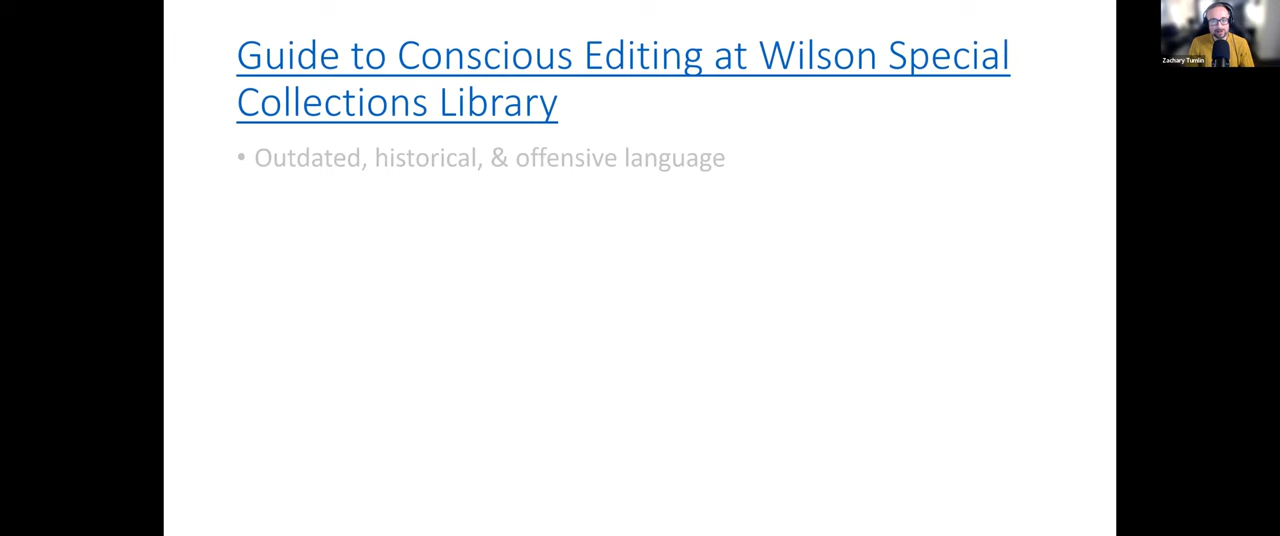 Guide to Conscious Editing at Wilson Special
Collections Library
• Outdated, historical, & offensive language
Zachary Tumlin